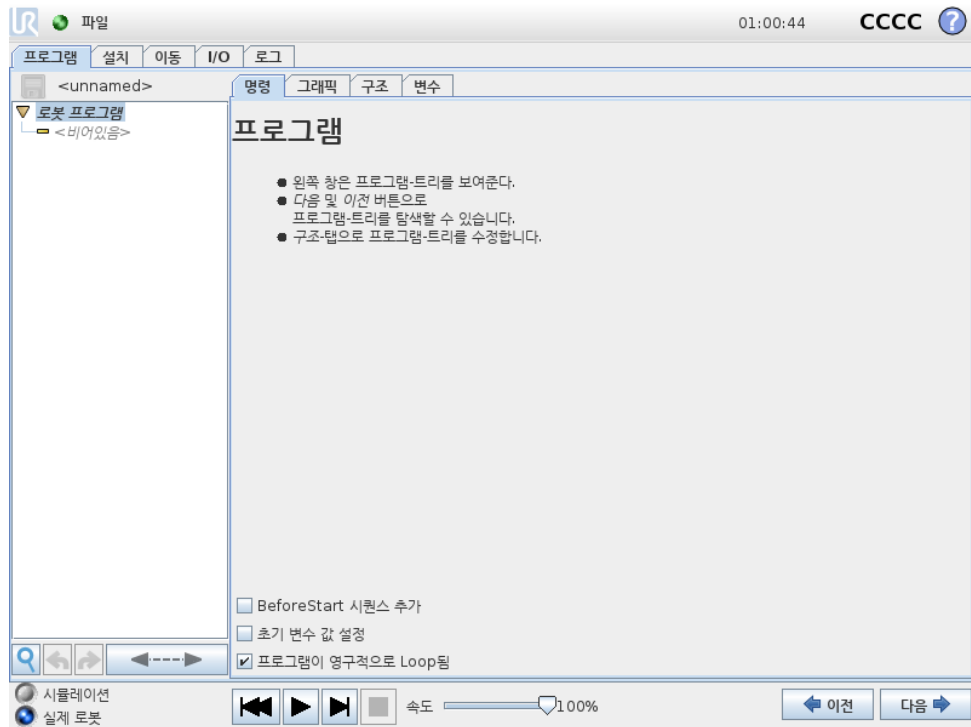 UR 파일 01:00:44 CCCC ?
프로그램 설치 이동 I/O 로그
<unnamed> 명령 그래픽 구조 변수
로봇 프로그램
<비어있음>
프로그램
왼쪽 창은 프로그램-트리를 보여준다.
다음 및 이전 버튼으로
프로그램-트리를 탐색할 수 있습니다.
구조-탭으로 프로그램-트리를 수정합니다.
BeforeStart 시퀀스 추가
초기 변수 값 설정
프로그램이 영구적으로 Loop됨
시뮬레이션
실제 로봇
속도 100% 이전 다음